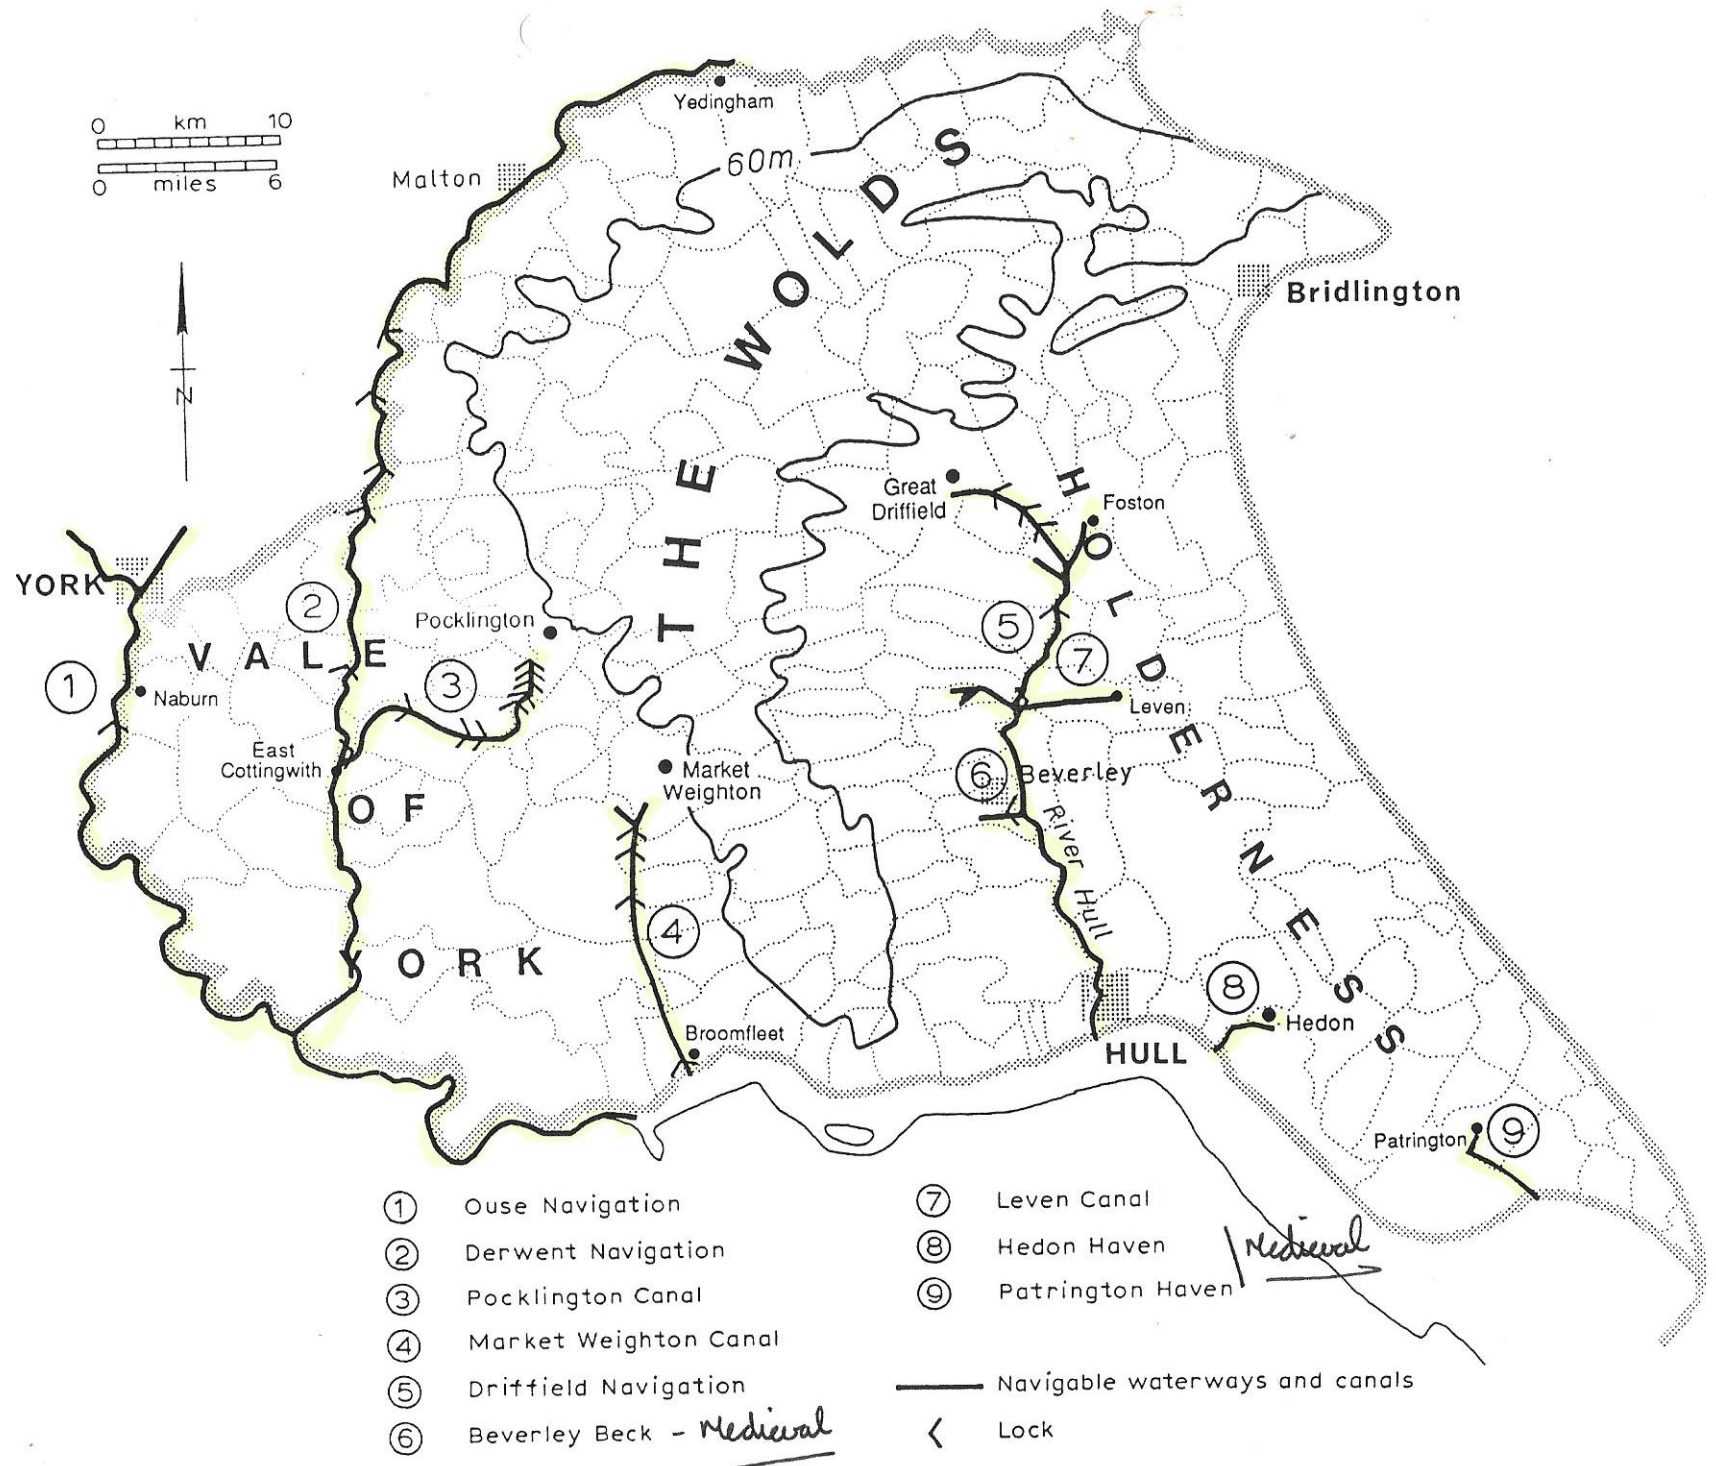 Yedingham
0 km 10
0 miles 6
Malton
60m
THE WOLDS
N
Bridlington
Great
Driffield
Foston
HOLDERNESS
YORK
VALE
OF
YORK
2
Pocklington
5
7
1
Naburn
3
Leven
East
Cottingwith
Market
Weighton
6
Beverley
River Hull
4
8
Hedon
Broomfleet
HULL
Patrington
9
1 Ouse Navigation
2 Derwent Navigation
3 Pocklington Canal
4 Market Weighton Canal
5 Driffield Navigation
6 Beverley Beck - Medieval
7 Leven Canal
8 Hedon Haven
9 Patrington Haven
Medieval
Navigable waterways and canals
Lock